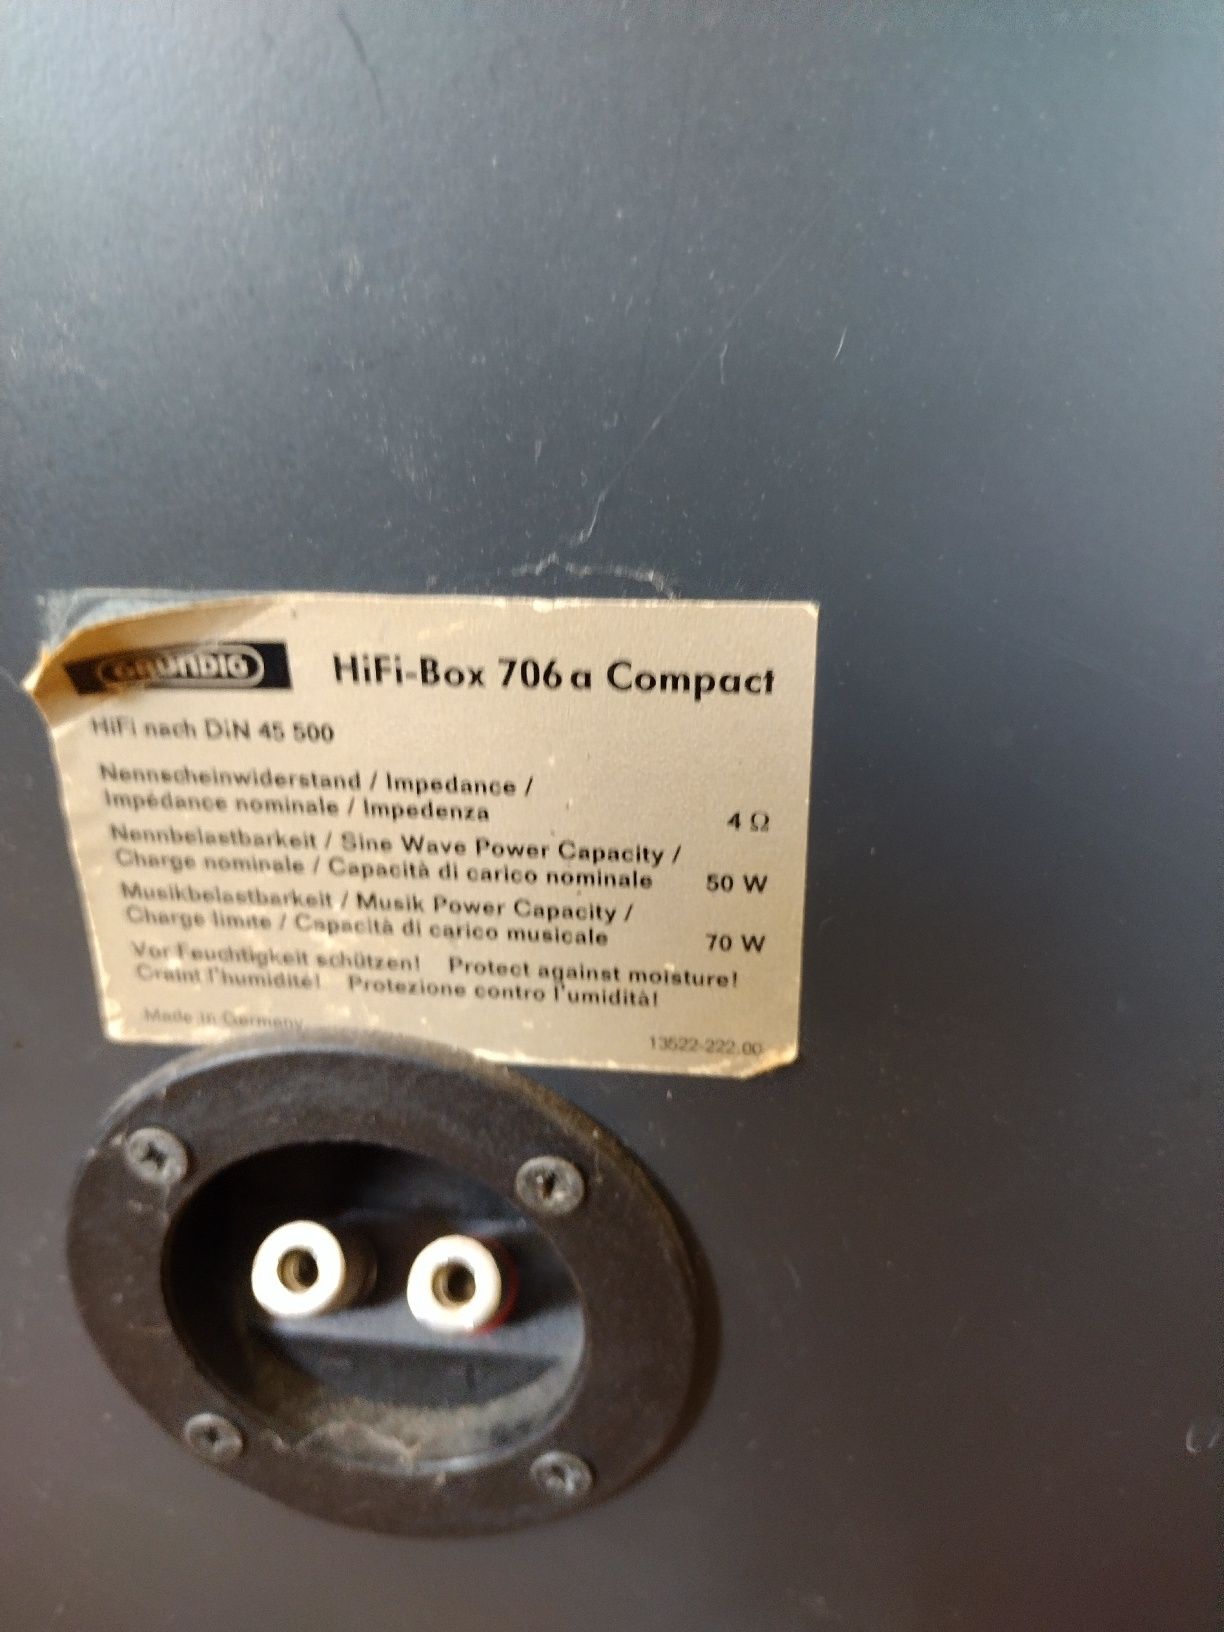 GRUNDIG HiFi-Box 706 a Compact
HiFi nach DiN 45 500
Nennscheinwiderstand / Impedance /
Impédance nominale / Impedenza 4 Ω
Nennbelastbarkeit / Sine Wave Power Capacity /
Charge nominale / Capacità di carico nominale 50 W
Musikbelastbarkeit / Musik Power Capacity /
Charge limite / Capacità di carico musicale 70 W
Vor Feuchtigkeit schützen! Protect against moisture!
Craint l'humidité! Protezione contro l'umidità!
Made in Germany 13522-222.00